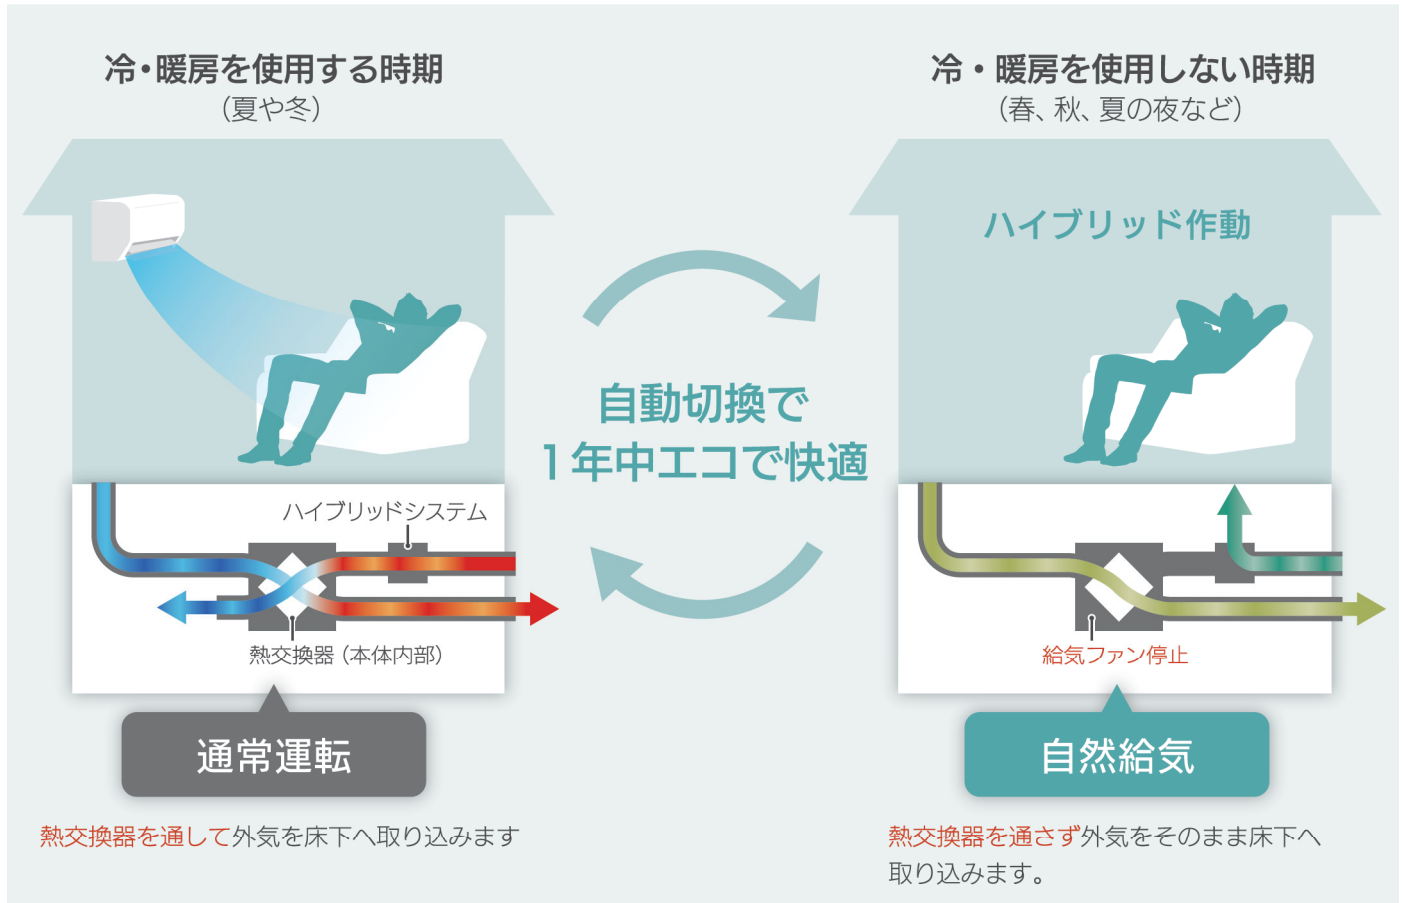 冷・暖房を使用する時期
（夏や冬）
ハイブリッドシステム
熱交換器（本体内部）
通常運転
熱交換器を通して外気を床下へ取り込みます
自動切換で
1年中エコで快適
冷・暖房を使用しない時期
（春、秋、夏の夜など）
ハイブリッド作動
給気ファン停止
自然給気
熱交換器を通さず外気をそのまま床下へ
取り込みます。